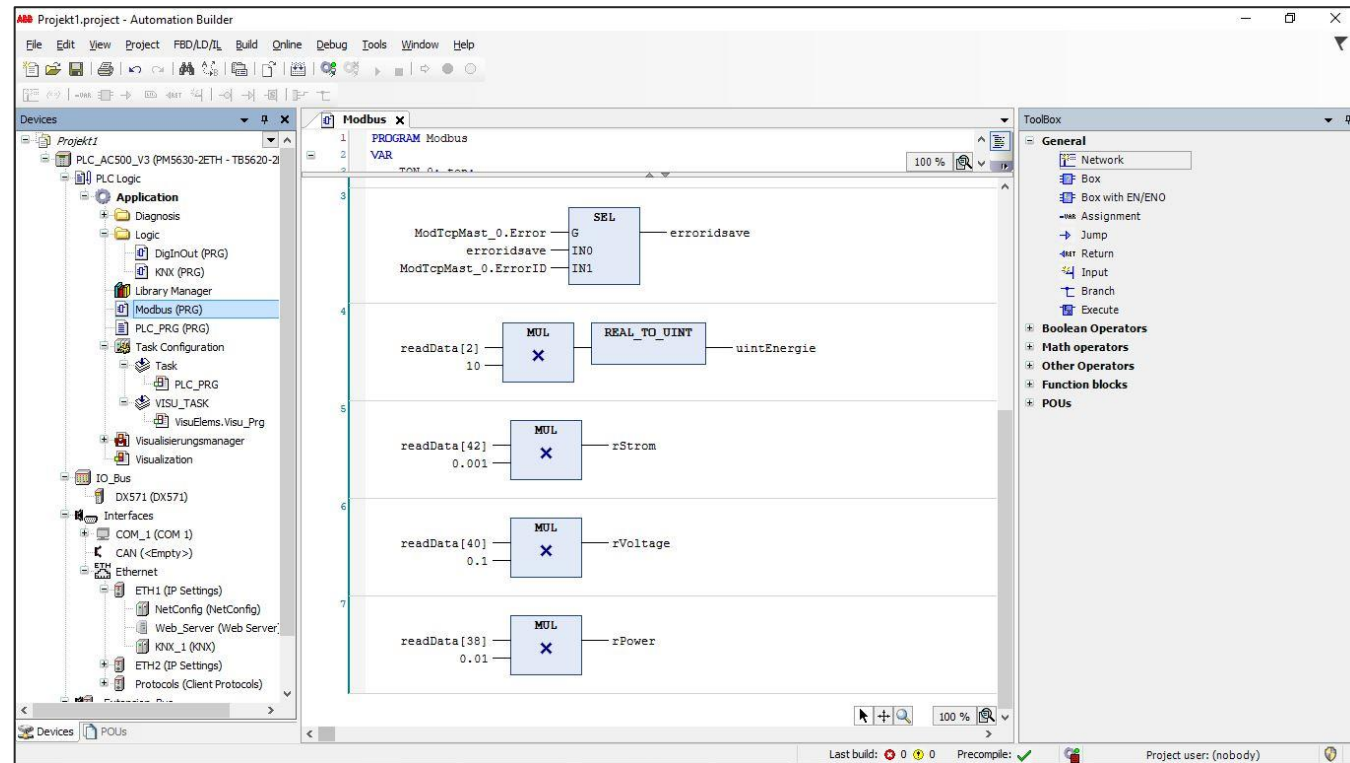 ABB Projekt1.project - Automation Builder
File Edit View Project FBD/LD/IL Build Online Debug Tools Window Help
Devices
Projekt1
PLC_AC500_V3 (PM5630-2ETH - TB5620-2
PLC Logic
Application
Diagnosis
Logic
DigInOut (PRG)
KNX (PRG)
Library Manager
Modbus (PRG)
PLC_PRG (PRG)
Task Configuration
Task
PLC_PRG
VISU_TASK
VisuElems.Visu_Prg
Visualisierungsmanager
Visualization
IO_Bus
DX571 (DX571)
Interfaces
COM_1 (COM 1)
CAN (<Empty>)
ETH Ethernet
ETH1 (IP Settings)
NetConfig (NetConfig)
Web_Server (Web Server)
KNX_1 (KNX)
ETH2 (IP Settings)
Protocols (Client Protocols)
Devices POUs
Modbus
1 PROGRAM Modbus
2 VAR
100 %
3
SEL
ModTcpMast_0.Error G erroridsave
erroridsave IN0
ModTcpMast_0.ErrorID IN1
4
MUL REAL_TO_UINT
readData[2] uintEnergie
10
5
MUL
readData[42] rStrom
0.001
6
MUL
readData[40] rVoltage
0.1
7
MUL
readData[38] rPower
0.01
100 %
ToolBox
General
Network
Box
Box with EN/ENO
Assignment
Jump
Return
Input
Branch
Execute
Boolean Operators
Math operators
Other Operators
Function blocks
POUs
Last build: 0 0 Precompile: Project user: (nobody)